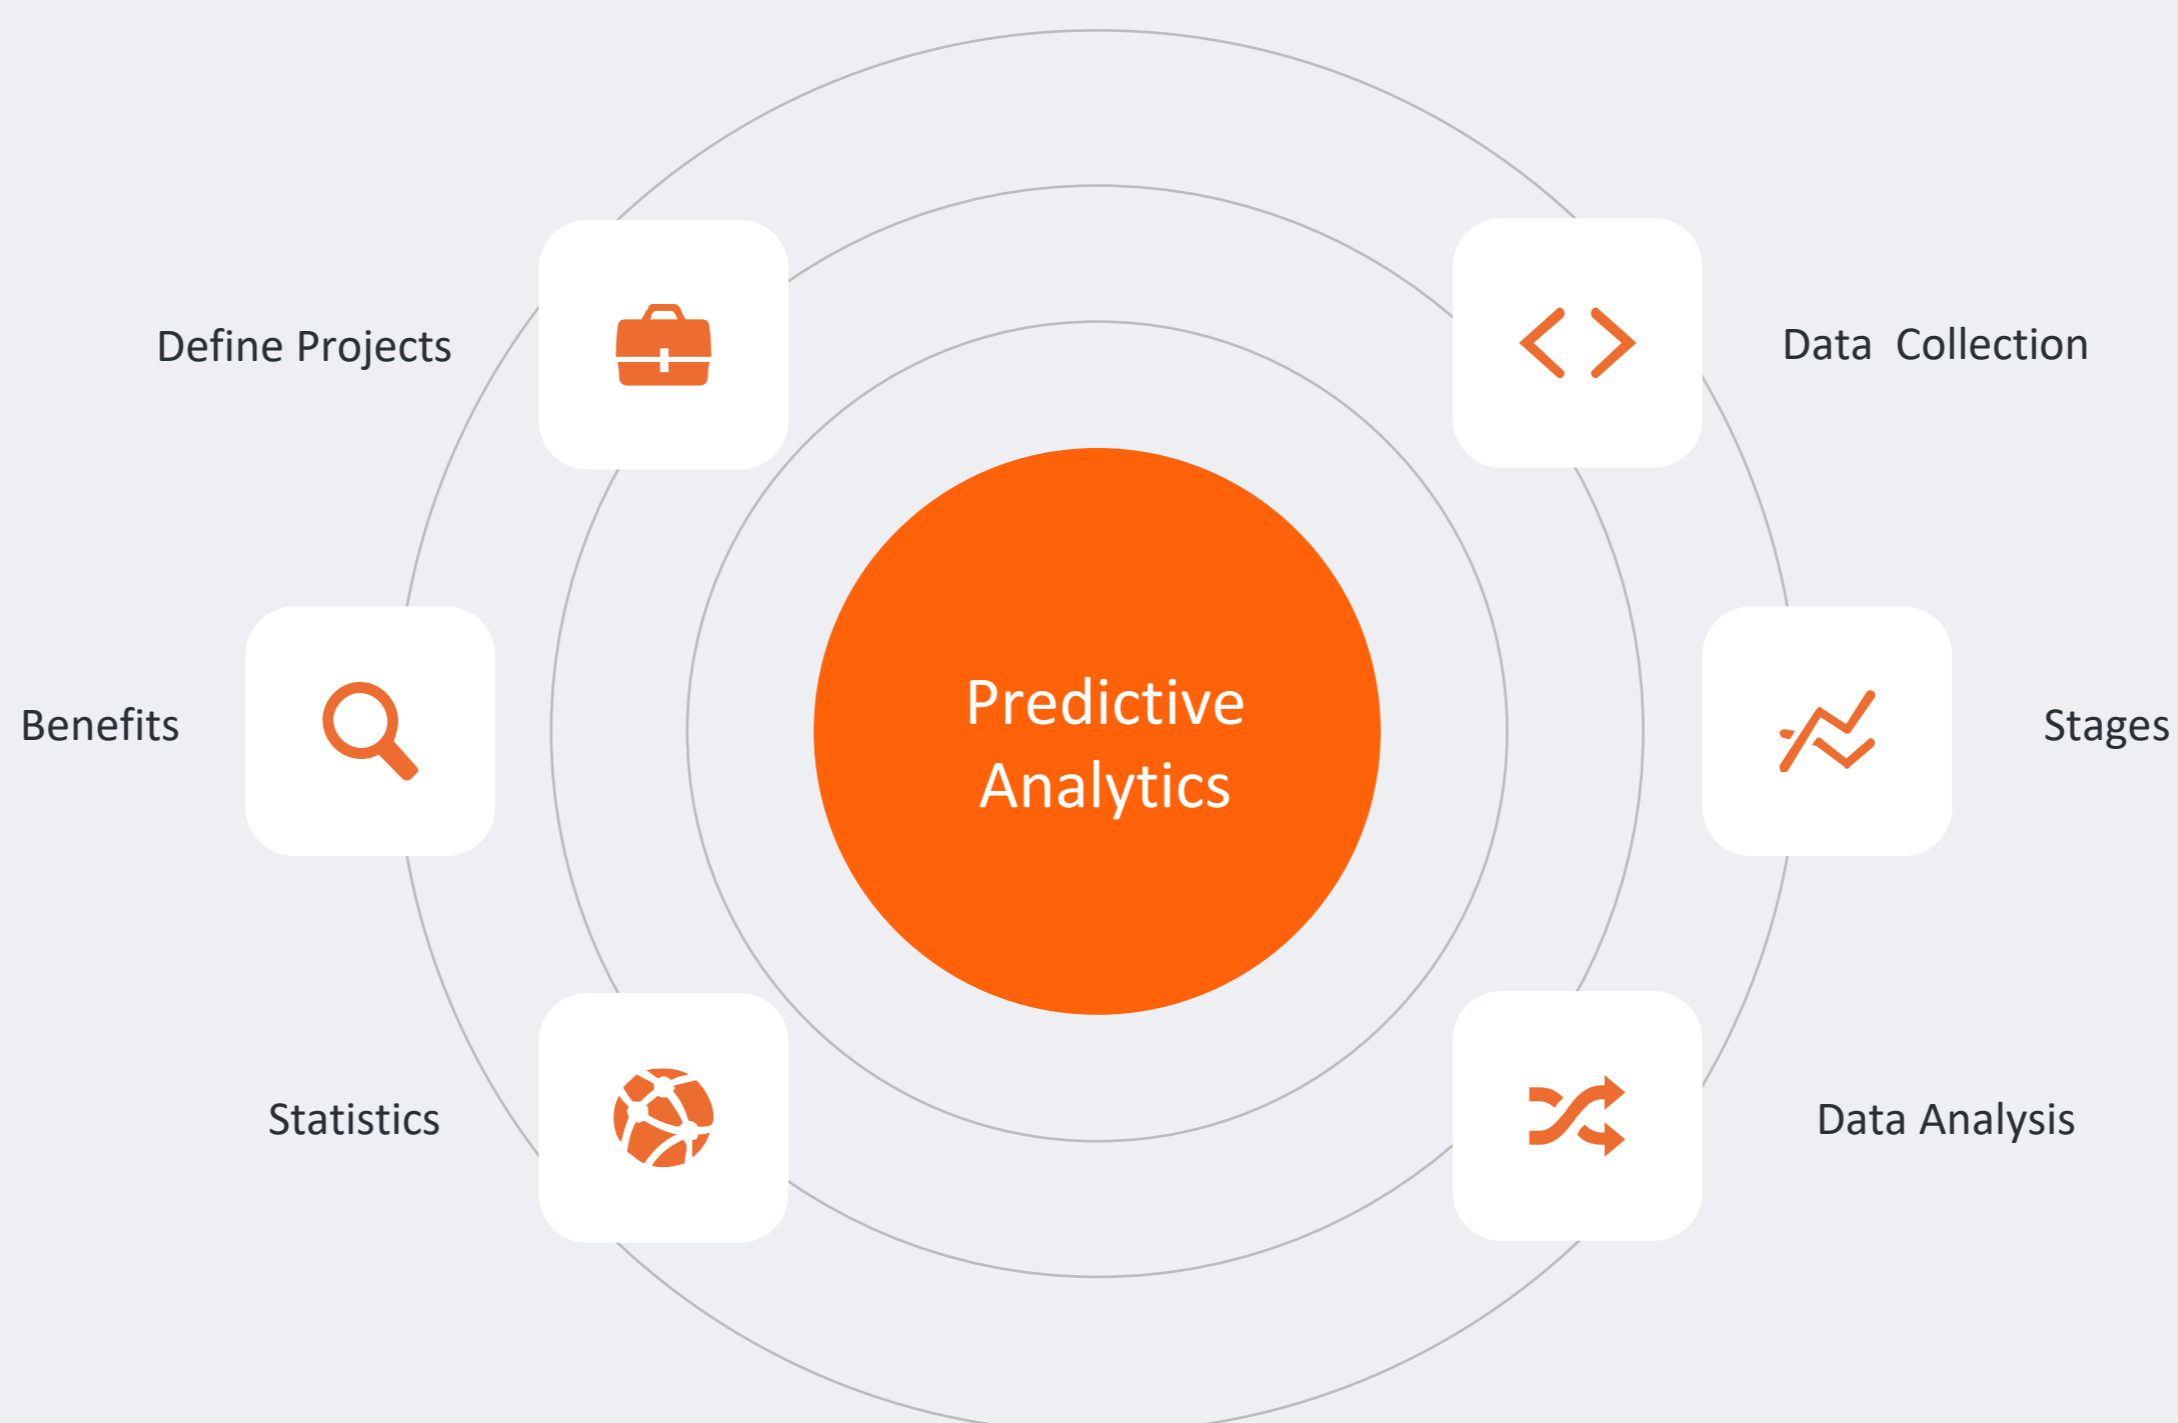 Define Projects
Data  Collection
Benefits
Predictive
Analytics
Stages
Statistics
Data Analysis